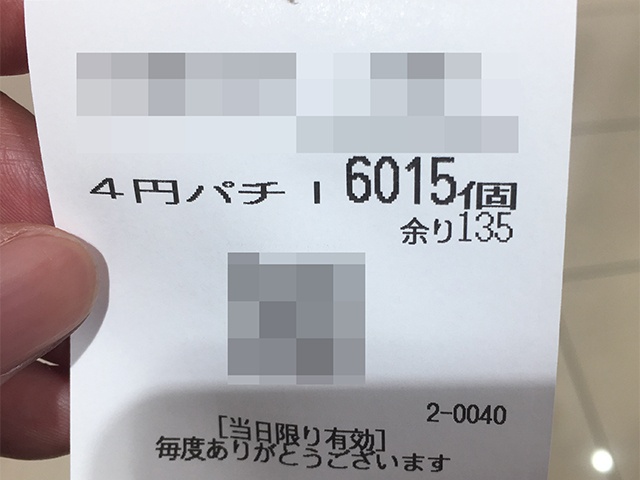 4円パチ | 6015個
余り135
2-0040
[当日限り有効]
毎度ありがとうございます